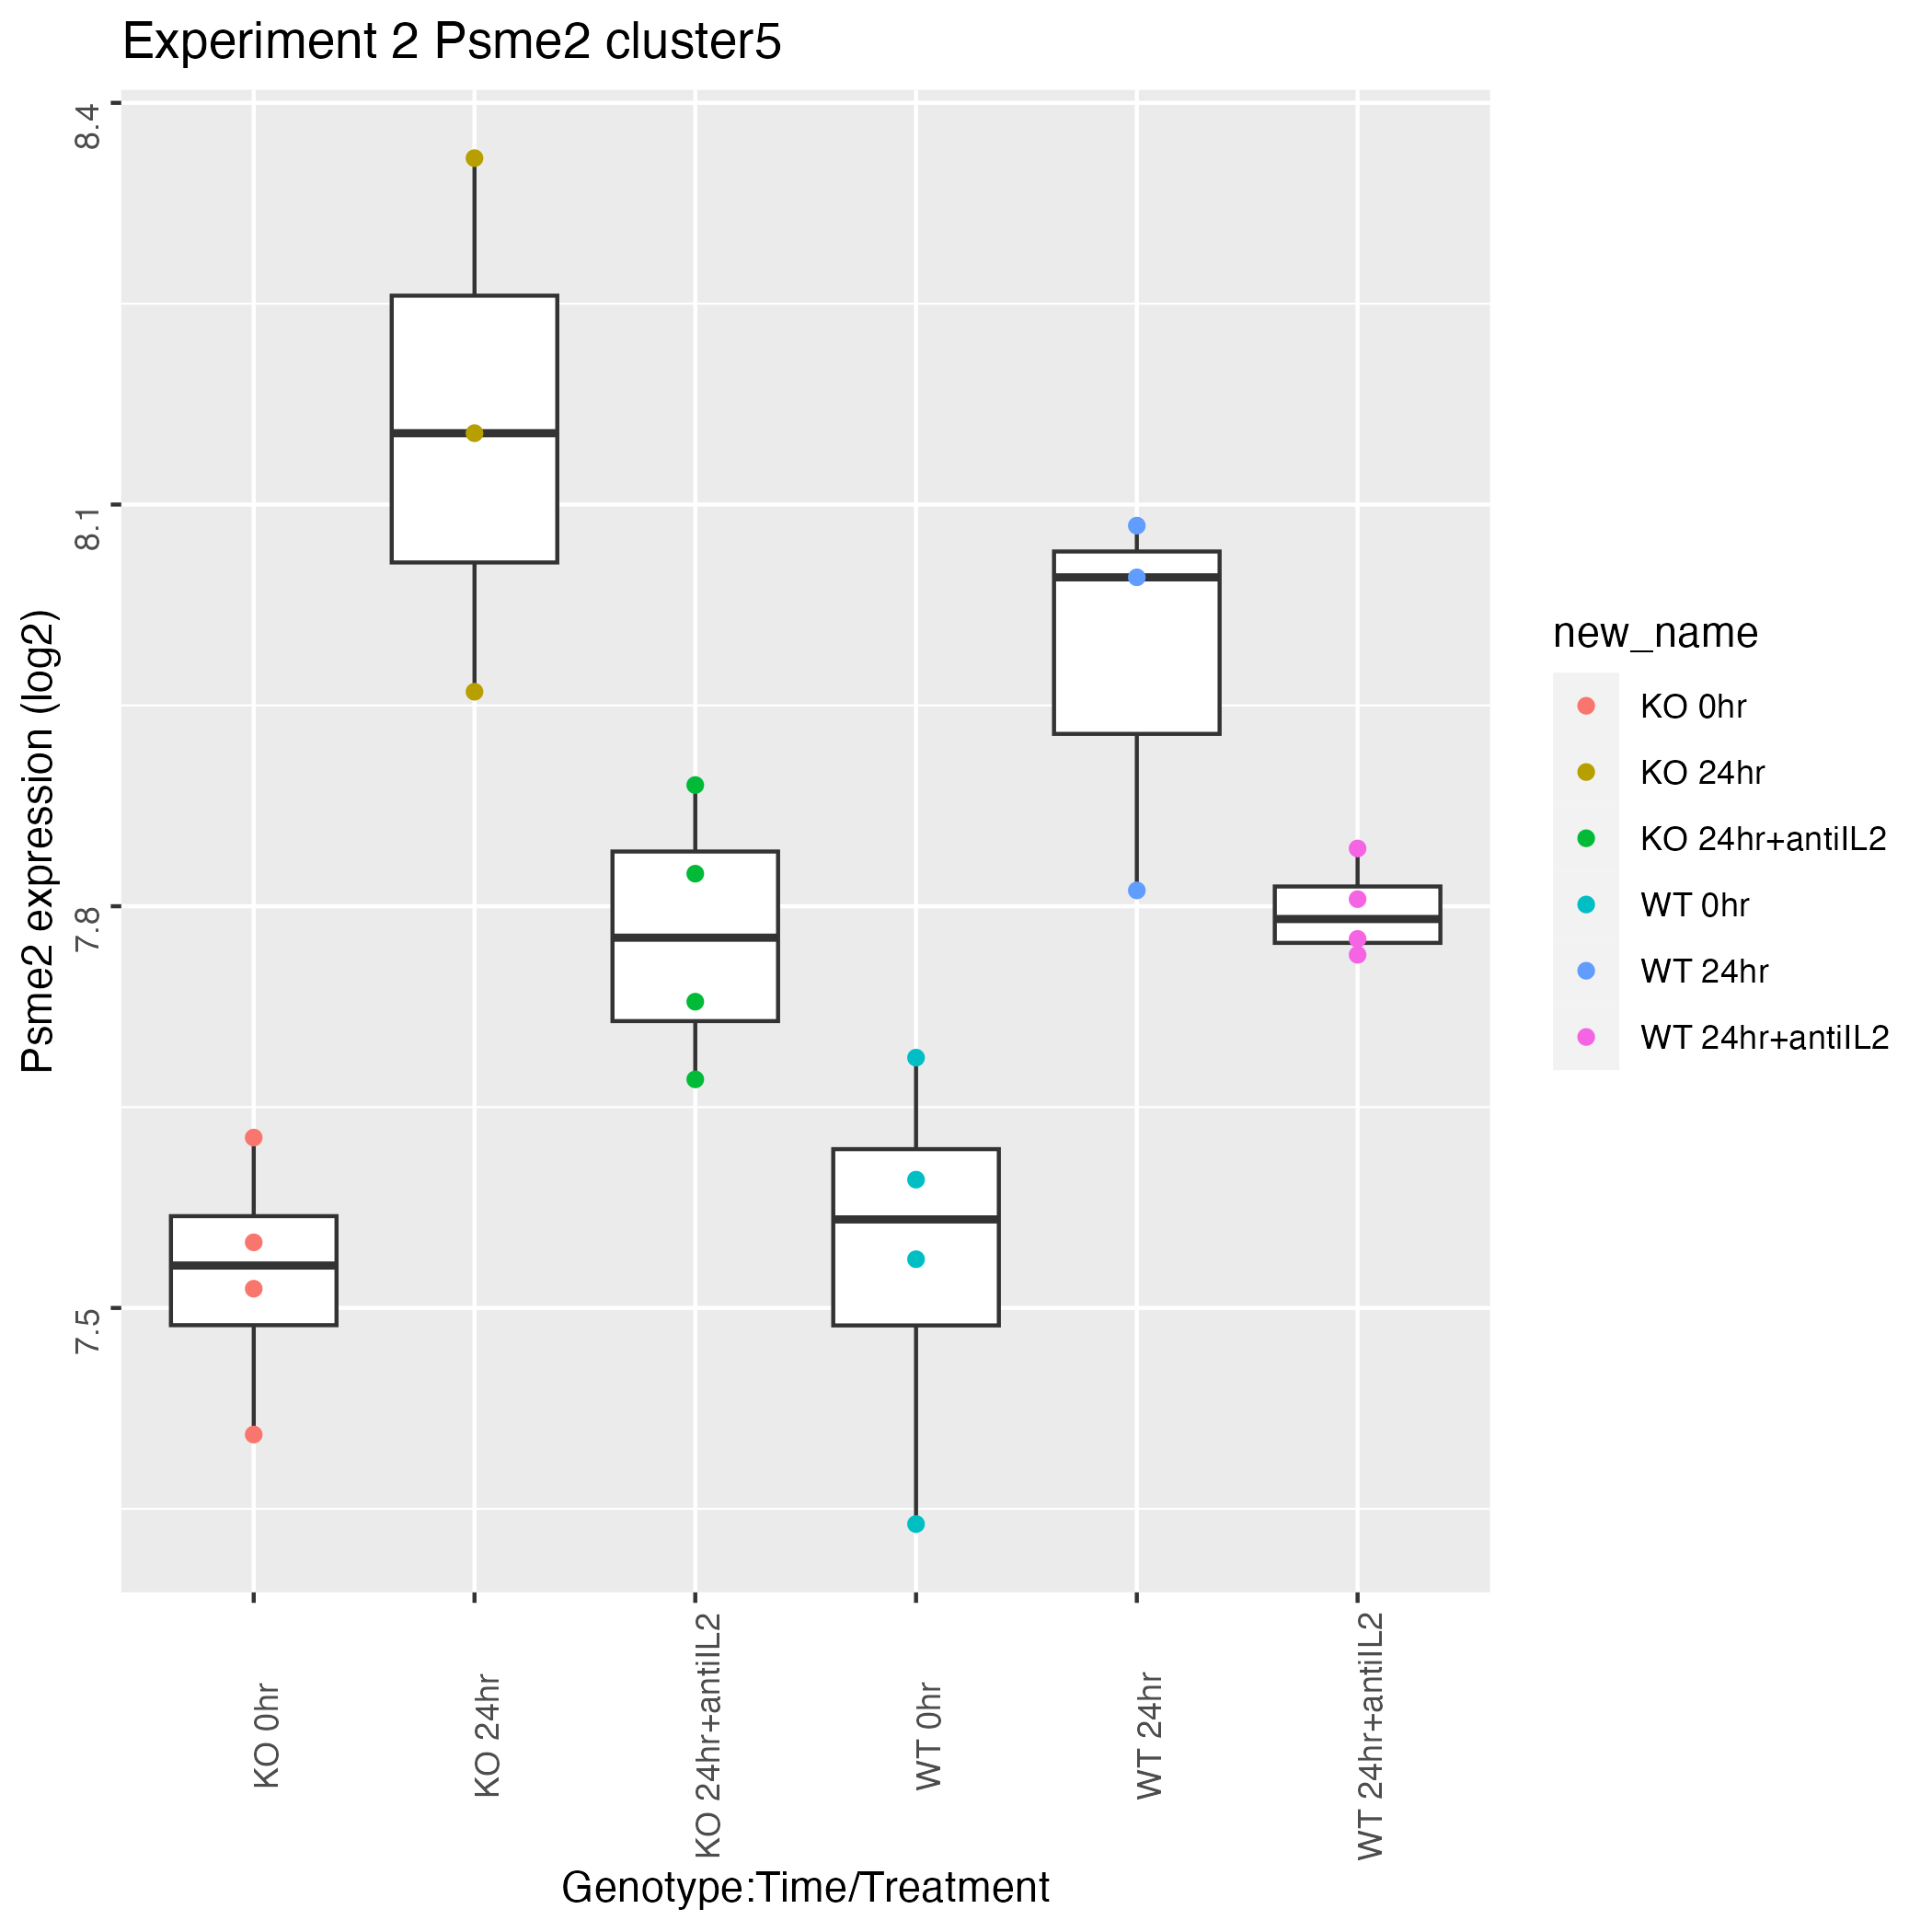 Experiment 2 Psme2 cluster5
Psme2 expression (log2)
8.4
8.1
7.8
7.5
KO 0hr
KO 24hr
KO 24hr+antiIL2
WT 0hr
WT 24hr
WT 24hr+antiIL2
Genotype:Time/Treatment
new_name
KO 0hr
KO 24hr
KO 24hr+antiIL2
WT 0hr
WT 24hr
WT 24hr+antiIL2